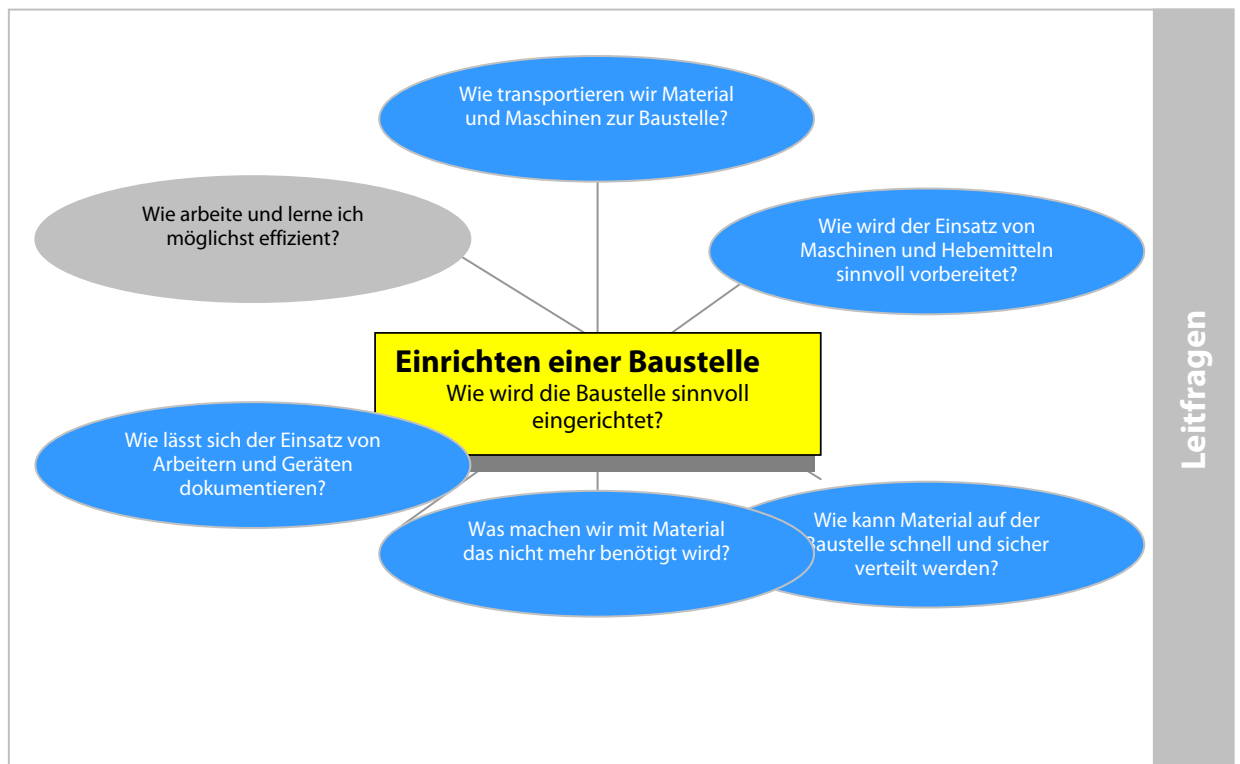 Wie transportieren wir Material
und Maschinen zur Baustelle?
Wie arbeite und lerne ich
möglichst effizient?
Wie wird der Einsatz von
Maschinen und Hebemitteln
sinnvoll vorbereitet?
Einrichten einer Baustelle
Wie wird die Baustelle sinnvoll
eingerichtet?
Wie lässt sich der Einsatz von
Arbeitern und Geräten
dokumentieren?
Was machen wir mit Material
das nicht mehr benötigt wird?
Wie kann Material auf der
Baustelle schnell und sicher
verteilt werden?
Leitfragen